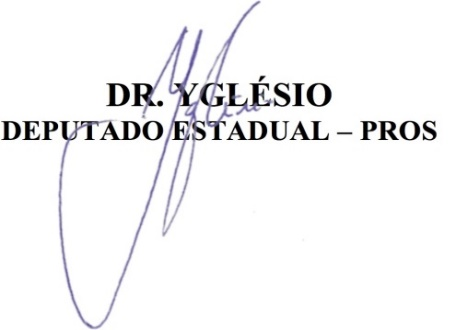 DR. YGLÉSIO
DEPUTADO ESTADUAL – PROS